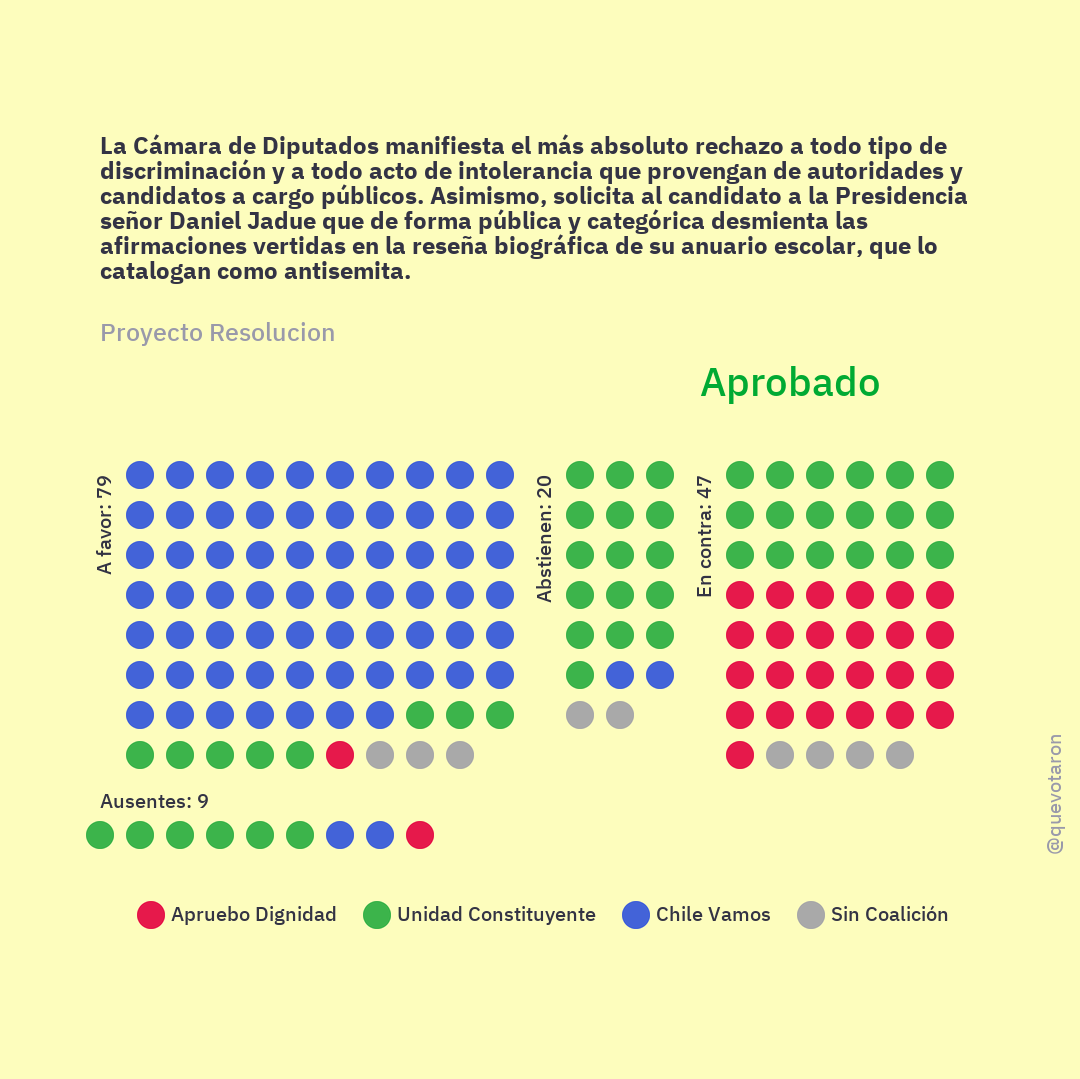 La Cámara de Diputados manifiesta el más absoluto rechazo a todo tipo de
discriminación y a todo acto de intolerancia que provengan de autoridades y
candidatos a cargo públicos. Asimismo, solicita al candidato a la Presidencia
señor Daniel Jadue que de forma pública y categórica desmienta las
afirmaciones vertidas en la reseña biográfica de su anuario escolar, que lo
catalogan como antisemita.
Proyecto Resolucion
Aprobado
A favor: 79
Abstienen: 20
En contra: 47
Ausentes: 9
@quevotaron
Apruebo Dignidad
Unidad Constituyente
Chile Vamos
Sin Coalición